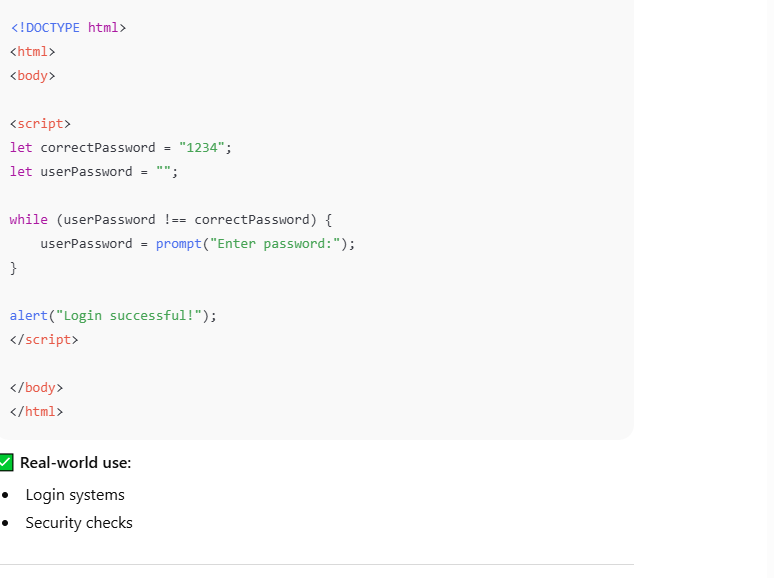 <!DOCTYPE html>
<html>
<body>
<script>
let correctPassword = "1234";
let userPassword = "";
while (userPassword !== correctPassword) {
    userPassword = prompt("Enter password:");
}
alert("Login successful!");
</script>
</body>
</html>
✅ Real-world use:
• Login systems
• Security checks